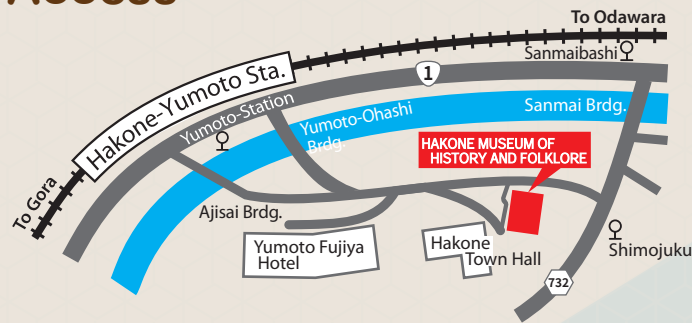 Access
To Odawara
Sanmaibashi
1
Hakone-Yumoto Sta.
Yumoto-Station
Yumoto-Ohashi
Brdg.
Sanmai Brdg.
HAKONE MUSEUM OF
HISTORY AND FOLKLORE
To Gora
Ajisai Brdg.
Yumoto Fujiya
Hotel
Hakone
Town Hall
Shimojuku
732